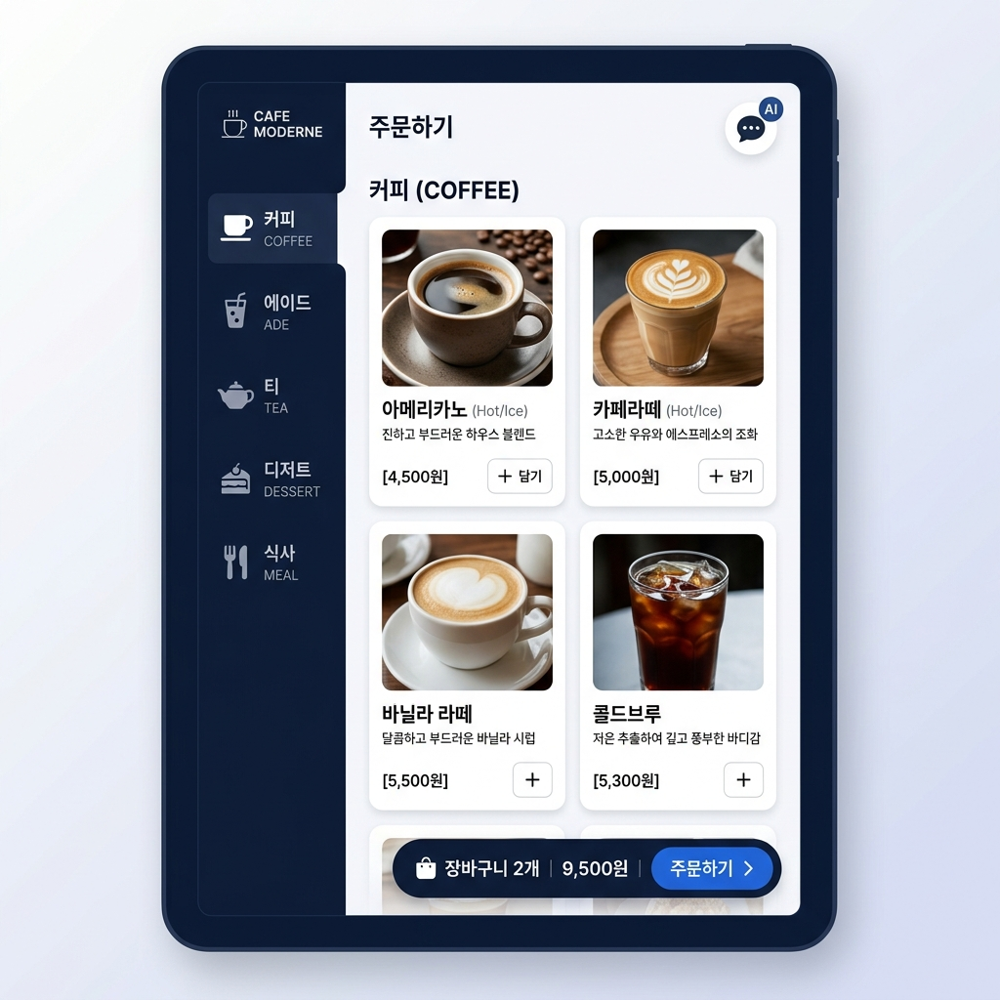 CAFE
MODERNE
커피
COFFEE
에이드
ADE
티
TEA
디저트
DESSERT
식사
MEAL
주문하기
AI
커피 (COFFEE)
아메리카노 (Hot/Ice)
진하고 부드러운 하우스 블렌드
[4,500원]
+ 담기
카페라떼 (Hot/Ice)
고소한 우유와 에스프레소의 조화
[5,000원]
+ 담기
바닐라 라떼
달콤하고 부드러운 바닐라 시럽
[5,500원]
+
콜드브루
저은 추출하여 깊고 풍부한 바디감
[5,300원]
+
장바구니 2개 | 9,500원 | 주문하기 >